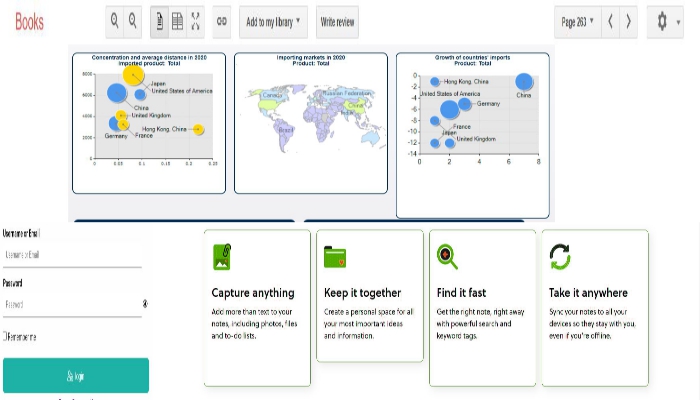 Books
Add to my library
Write review
Page 263
Concentration and average distance in 2020
Imported product: Total
8000
6000
4000
2000
0
0
0.05
0.1
0.15
0.2
0.25
Japan
United States of America
China
United Kingdom
Hong Kong, China
Germany
France
Importing markets in 2020
Product: Total
Canada
Russian Federation
China
India
Brazil
Growth of countries' imports
Product: Total
0
-2
-4
-6
-8
-10
-12
-14
0
2
4
6
8
Hong Kong, China
United States of America
China
Germany
France
Japan
United Kingdom
Username or Email
Username or Email
Password
Password
Remember me
login
Capture anything
Add more than text to your
notes, including photos, files
and to-do lists.
Keep it together
Create a personal space for all
your most important ideas
and information.
Find it fast
Get the right note, right away
with powerful search and
keyword tags.
Take it anywhere
Sync your notes to all your
devices so they stay with you,
even if you're offline.